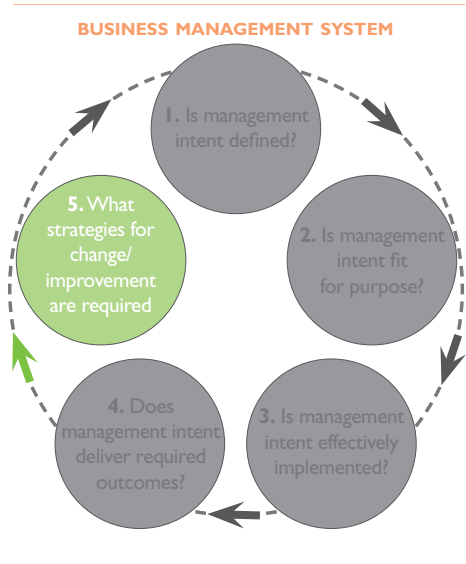 BUSINESS MANAGEMENT SYSTEM
1. Is management
intent defined?
2. Is management
intent fit
for purpose?
3. Is management
intent effectively
implemented?
4. Does
management intent
deliver required
outcomes?
5. What
strategies for
change/
improvement
are required